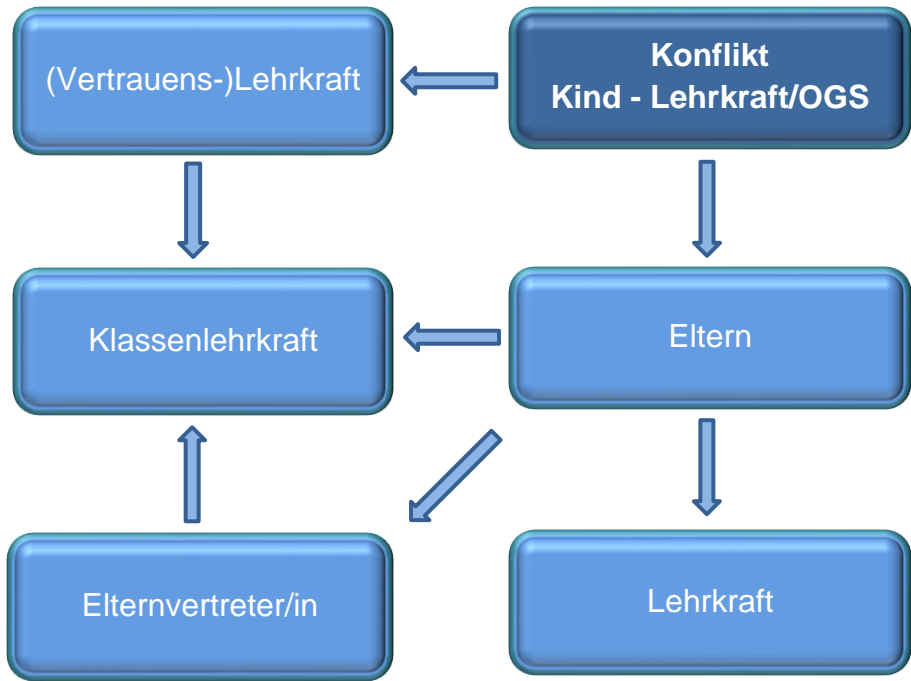 (Vertrauens-)Lehrkraft
Konflikt
Kind - Lehrkraft/OGS
Klassenlehrkraft
Eltern
Elternvertreter/in
Lehrkraft